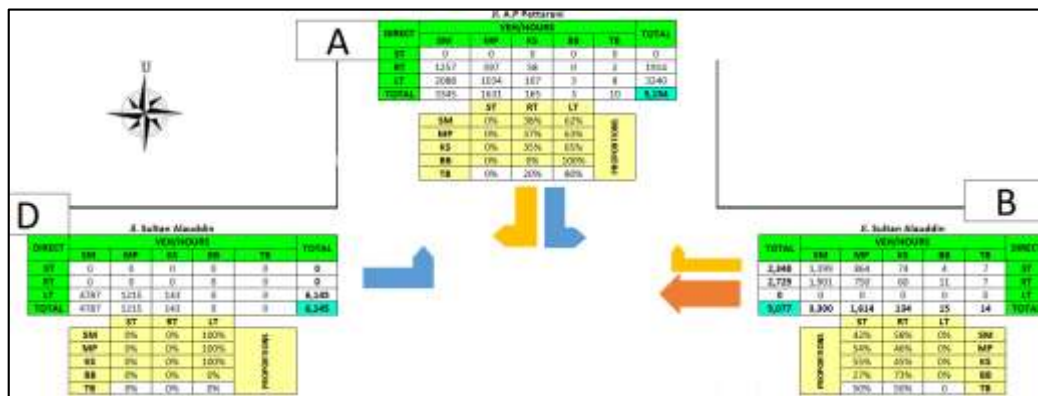 Jl. A.P Pettarani
A
DIRECT VEH/HOURS TOTAL
SM MP KS BB TB
ST 0 0 0 0 0 0
RT 1257 597 58 0 2 1914
LT 2088 1034 107 3 8 3240
TOTAL 3345 1631 165 3 10 5,154
ST RT LT
SM 0% 38% 62%
MP 0% 37% 63%
KS 0% 35% 65%
BB 0% 0% 100%
TB 0% 20% 80%
PROPORTIONS
U
D
Jl. Sultan Alauddin
DIRECT VEH/HOURS TOTAL
SM MP KS BB TB
ST 0 0 0 0 0 0
RT 0 0 0 0 0 0
LT 4787 1215 143 0 0 6,145
TOTAL 4787 1215 143 0 0 6,145
ST RT LT
SM 0% 0% 100%
MP 0% 0% 100%
KS 0% 0% 100%
BB 0% 0% 0%
TB 0% 0% 0%
PROPORTIONS
B
Jl. Sultan Alauddin
TOTAL VEH/HOURS DIRECT
SM MP KS BB TB
2,348 1,399 864 74 4 7 ST
2,729 1,901 750 60 11 7 RT
0 0 0 0 0 0 LT
5,077 3,300 1,614 134 15 14 TOTAL
ST RT LT
42% 58% 0% SM
54% 46% 0% MP
55% 45% 0% KS
27% 73% 0% BB
50% 50% 0 TB
PROPORTIONS